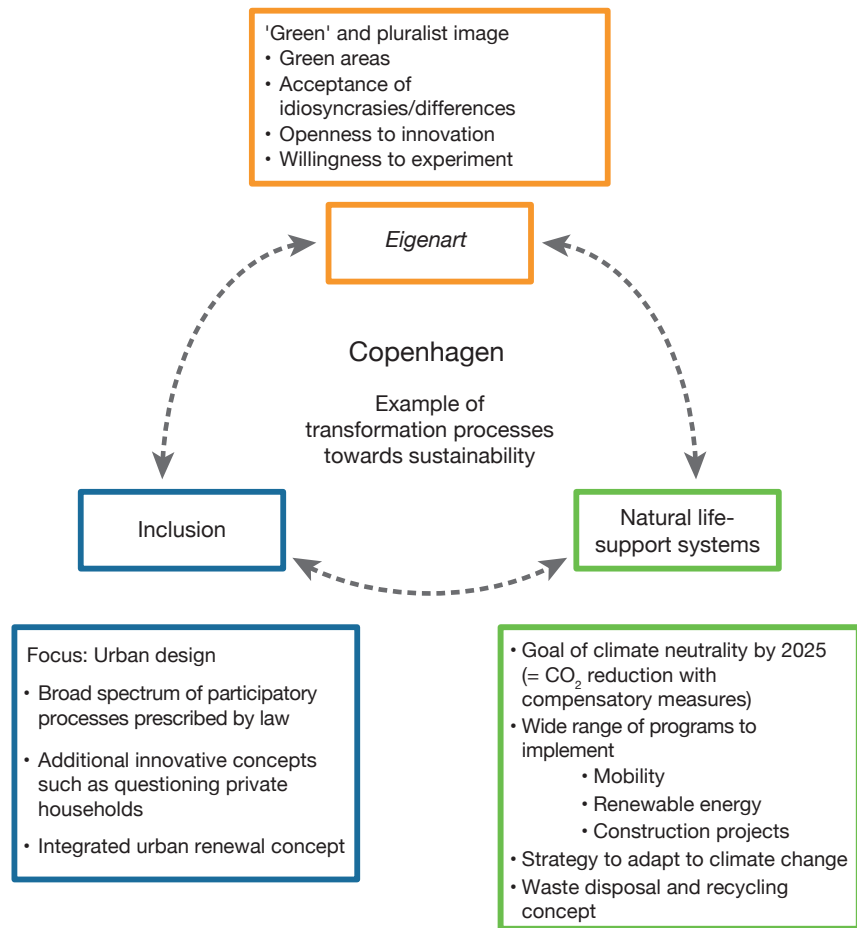 'Green' and pluralist image
• Green areas
• Acceptance of
idiosyncrasies/differences
• Openness to innovation
• Willingness to experiment
Eigenart
Copenhagen
Example of
transformation processes
towards sustainability
Inclusion
Natural life-
support systems
Focus: Urban design
• Broad spectrum of participatory
processes prescribed by law
• Additional innovative concepts
such as questioning private
households
• Integrated urban renewal concept
• Goal of climate neutrality by 2025
(= CO₂ reduction with
compensatory measures)
• Wide range of programs to
implement
• Mobility
• Renewable energy
• Construction projects
• Strategy to adapt to climate change
• Waste disposal and recycling
concept